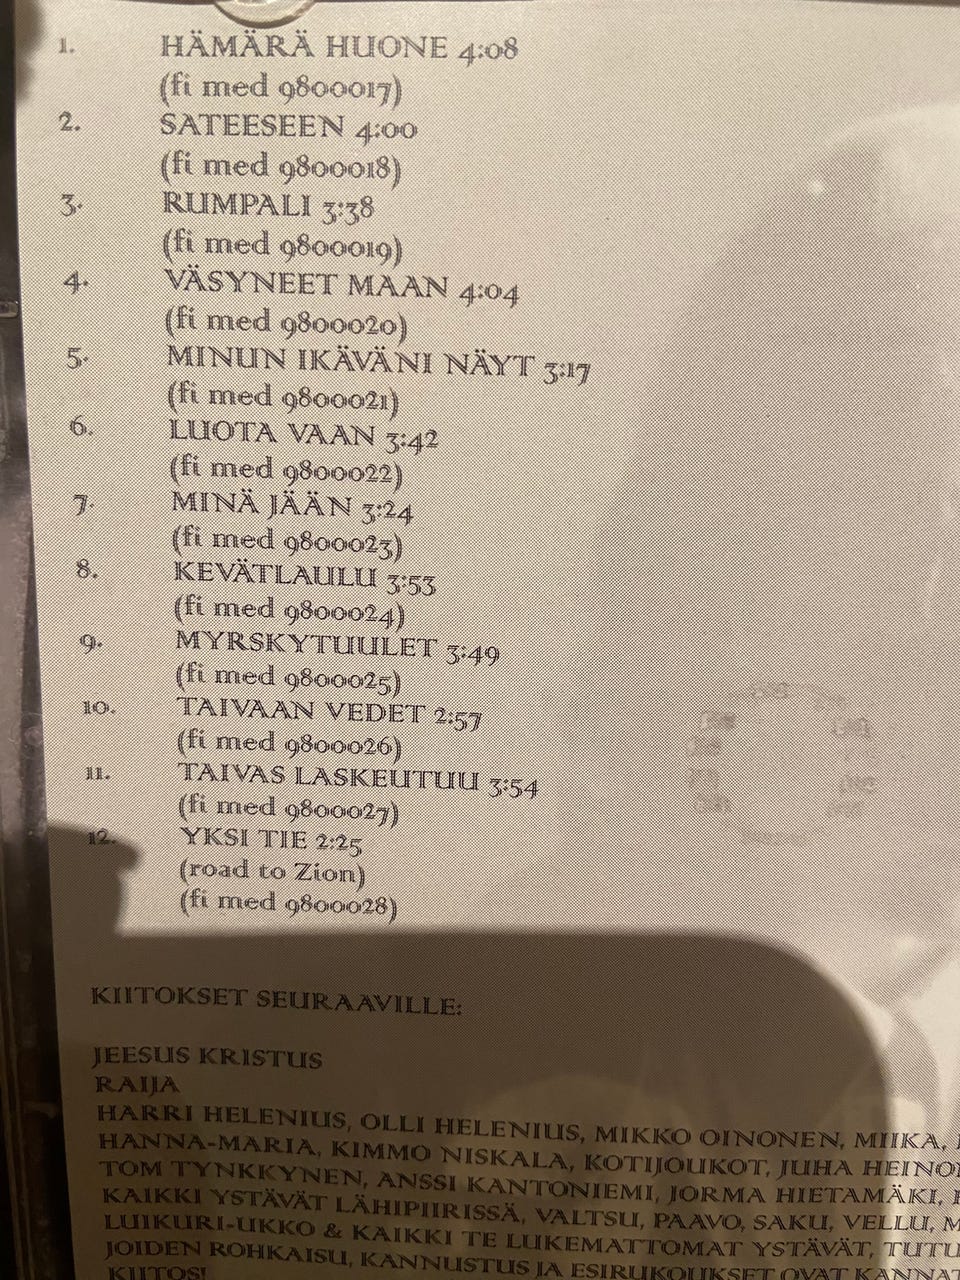 1. HÄMÄRÄ HUONE 4:08
(fi med 9800017)
2. SATEESEEN 4:00
(fi med 9800018)
3. RUMPALI 3:38
(fi med 9800019)
4. VÄSYNEET MAAN 4:04
(fi med 9800020)
5. MINUN IKÄVÄNI NÄYT 3:17
(fi med 9800021)
6. LUOTA VAAN 3:42
(fi med 9800022)
7. MINÄ JÄÄN 3:24
(fi med 9800023)
8. KEVÄTLAULU 3:53
(fi med 9800024)
9. MYRSKYTUULET 3:49
(fi med 9800025)
10. TAIVAAN VEDET 2:57
(fi med 9800026)
11. TAIVAS LASKEUTUU 3:54
(fi med 9800027)
12. YKSI TIE 2:25
(road to Zion)
(fi med 9800028)
KIITOKSET SEURAAVILLE:
JEESUS KRISTUS
RAIJA
HARRI HELENIUS, OLLI HELENIUS, MIKKO OINONEN, MIIKA,
HANNA-MARIA, KIMMO NISKALA, KOTIJOUKOT, JUHA
TOM TYNKKYNEN, ANSSI KANTONIEMI, JORMA HIETAMÄKI,
KAIKKI YSTÄVÄT LÄHIPIIRISSÄ, VALTSU, PAAVO, SAKU, VELLU,
LUIKURI-UKKO & KAIKKI TE LUKEMATTOMAT YSTÄVÄT,
JOIDEN ROHKAISU, KANNUSTUS JA ESIRUKOUKSET OVAT
KIITOS!